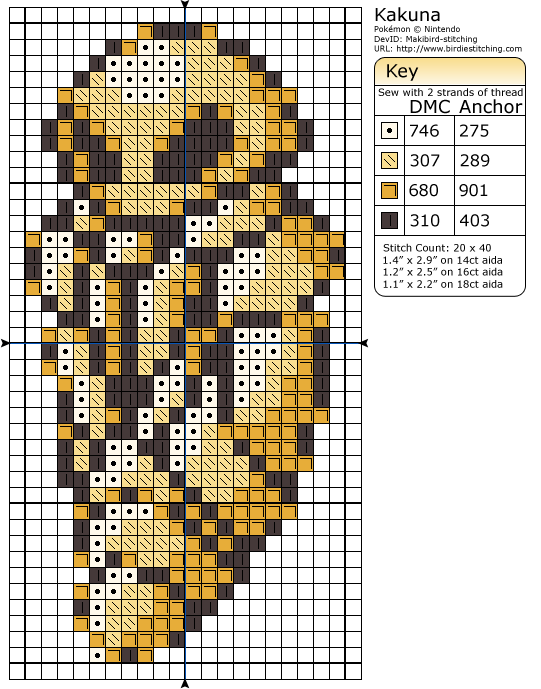 Kakuna
Pokémon © Nintendo
DevID: Makibird-stitching
URL: http://www.birdiestitching.com
Key
Sew with 2 strands of thread
DMC Anchor
746 275
307 289
680 901
310 403
Stitch Count: 20 x 40
1.4” x 2.9” on 14ct aida
1.2” x 2.5” on 16ct aida
1.1” x 2.2” on 18ct aida